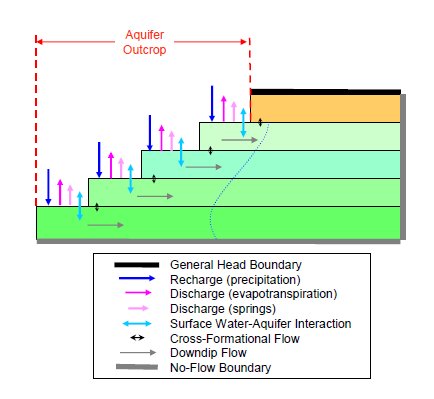 Aquifer
Outcrop
General Head Boundary
Recharge (precipitation)
Discharge (evapotranspiration)
Discharge (springs)
Surface Water-Aquifer Interaction
Cross-Formational Flow
Downdip Flow
No-Flow Boundary